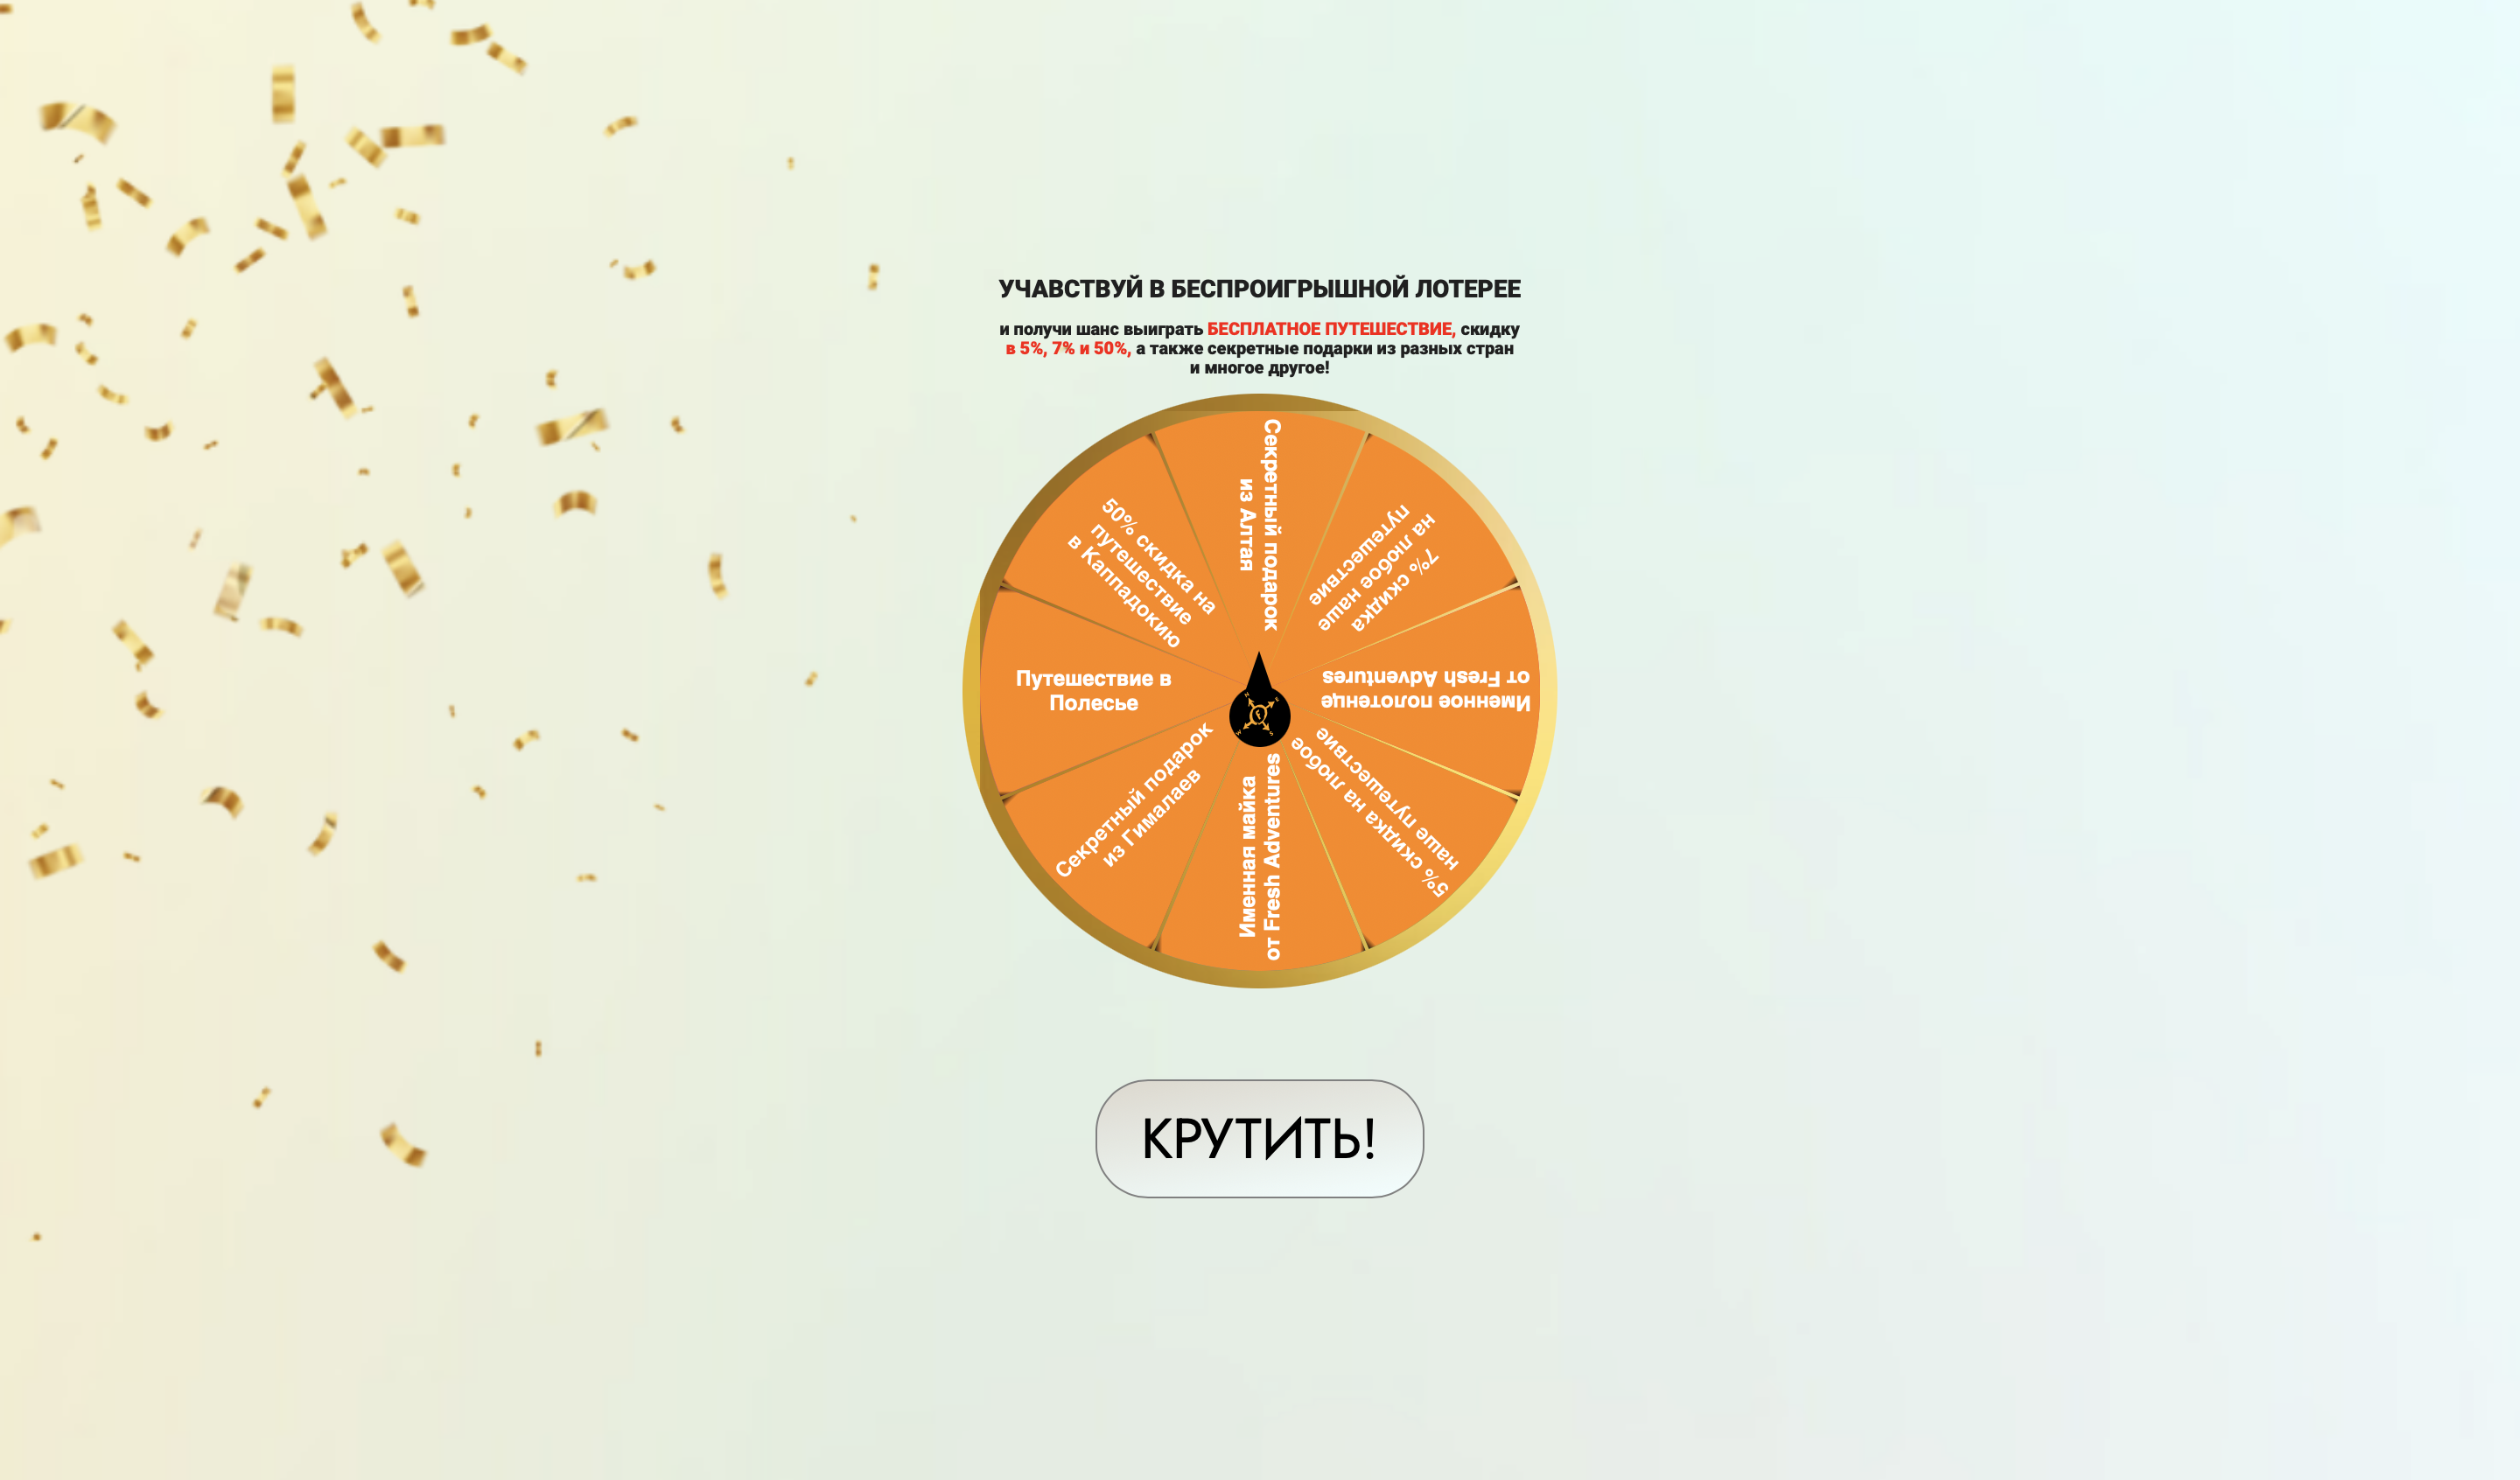 УЧАВСТВУЙ В БЕСПРОИГРЫШНОЙ ЛОТЕРЕЕ
и получи шанс выиграть БЕСПЛАТНОЕ ПУТЕШЕСТВИЕ, скидку
в 5%, 7% и 50%, а также секретные подарки из разных стран
и многое другое!
Секретный подарок
из Алтая
7% скидка
на любое наше
путешествие
Именное полотенце
от Fresh Adventures
5% скидка на любое
наше путешествие
Именная майка
от Fresh Adventures
Секретный подарок
из Гималаев
Путешествие в
Полесье
50% скидка на
путешествие
в Каппадокию
КРУТИТЬ!